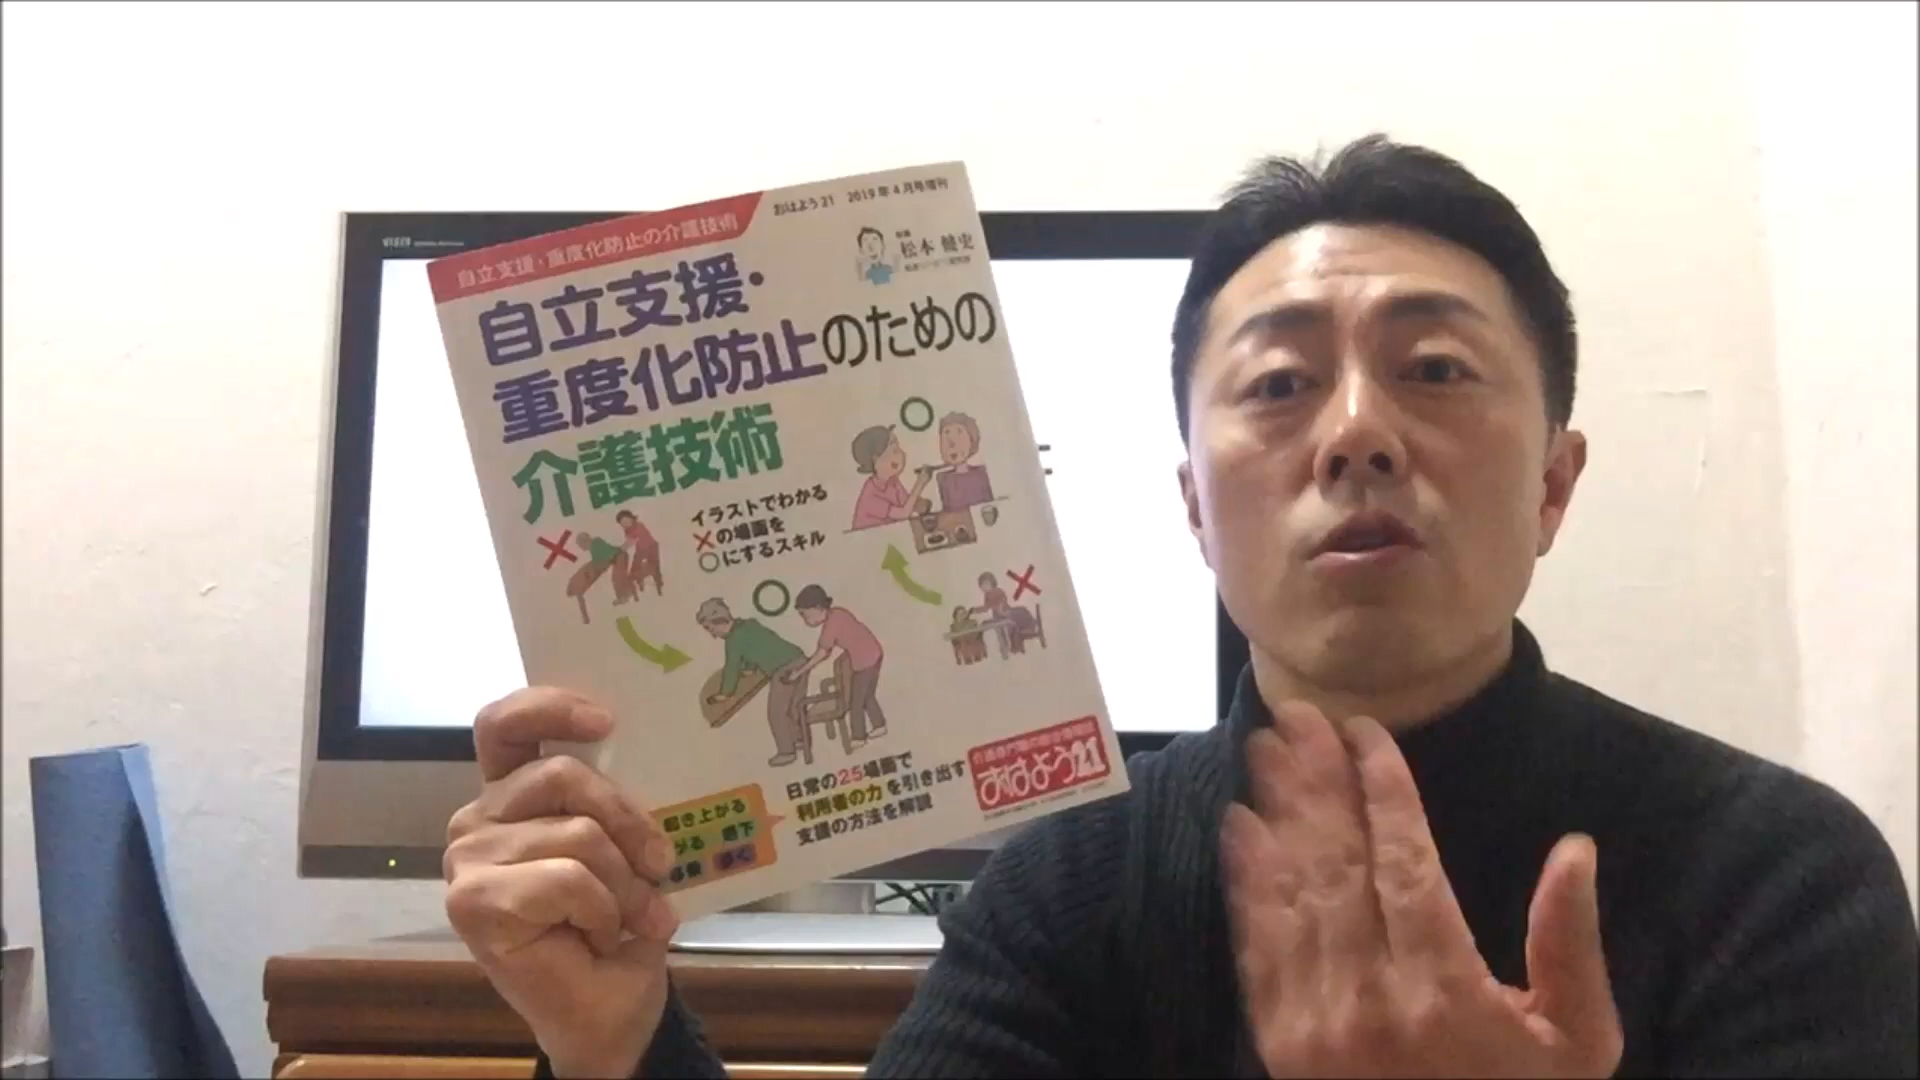 自立支援・重度化防止の介護技術
おはよう21 2019年4月号増刊
松本 健史
自立支援・
重度化防止のための
介護技術
イラストでわかる
×の場面を
○にするスキル
起き上がる
がる 嚥下
歩く
日常の25場面で
利用者の力を引き出す
支援の方法を解説
おはよう21